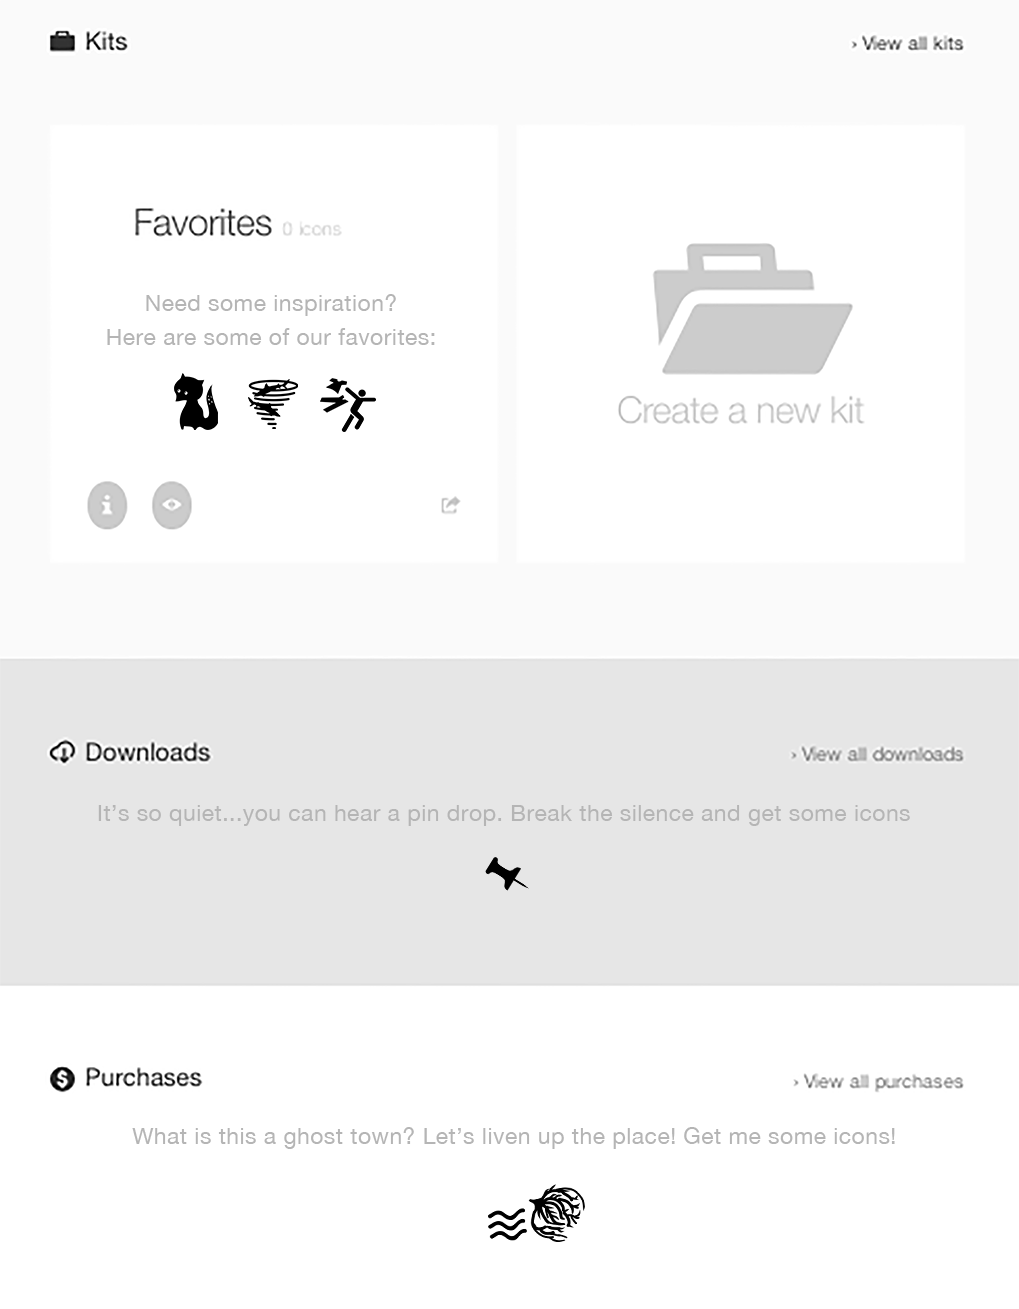 Kits
› View all kits
Favorites 0 icons
Need some inspiration?
Here are some of our favorites:
Create a new kit
Downloads
› View all downloads
It’s so quiet...you can hear a pin drop. Break the silence and get some icons
Purchases
› View all purchases
What is this a ghost town? Let’s liven up the place! Get me some icons!